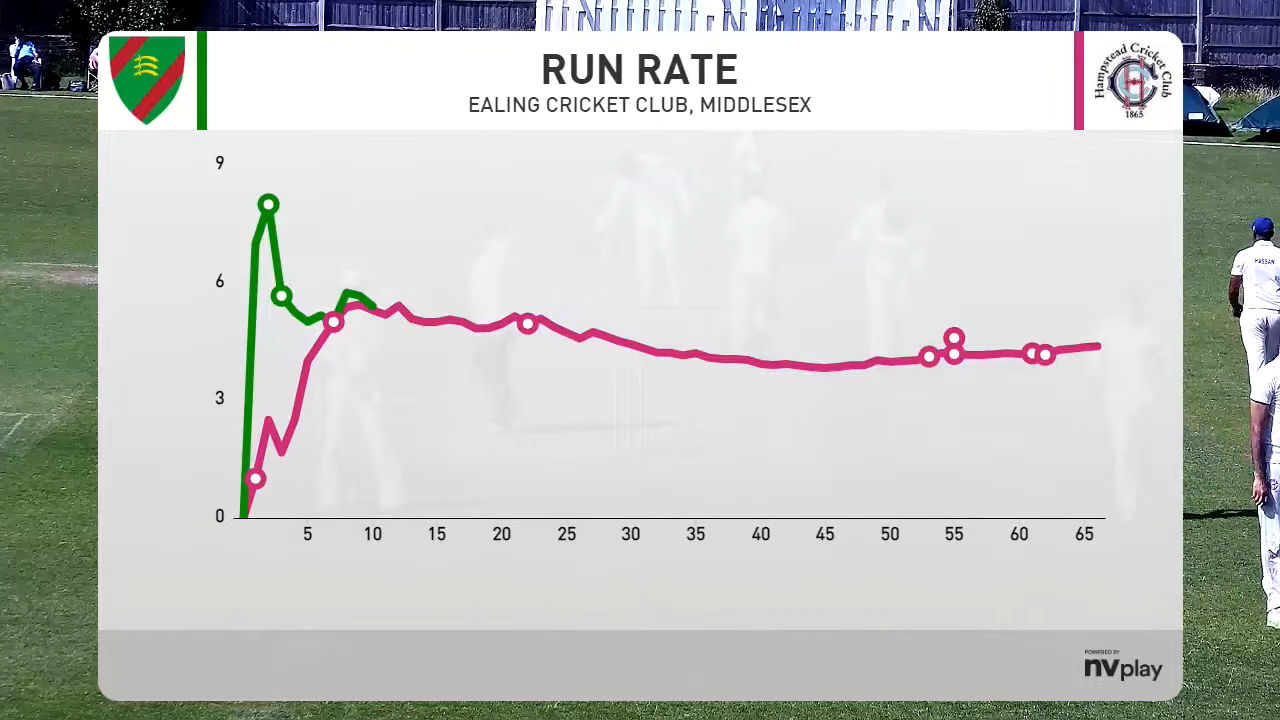 RUN RATE
EALING CRICKET CLUB, MIDDLESEX
Hampstead Cricket Club
1865
9
6
3
0
5 10 15 20 25 30 35 40 45 50 55 60 65
HASSAN
POWERED BY
nvplay